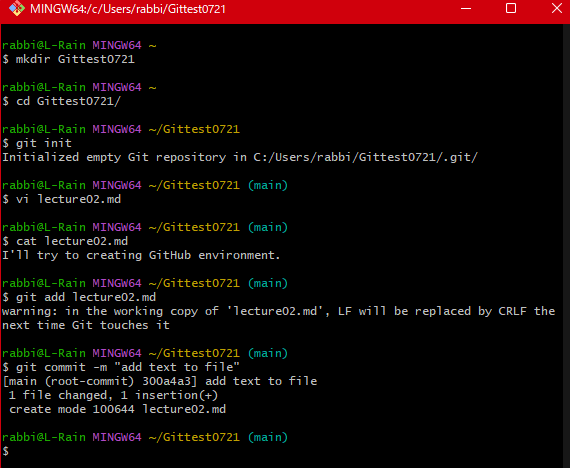 MINGW64:/c/Users/rabbi/Gittest0721
rabbi@L-Rain MINGW64 ~
$ mkdir Gittest0721
rabbi@L-Rain MINGW64 ~
$ cd Gittest0721/
rabbi@L-Rain MINGW64 ~/Gittest0721
$ git init
Initialized empty Git repository in C:/Users/rabbi/Gittest0721/.git/
rabbi@L-Rain MINGW64 ~/Gittest0721 (main)
$ vi lecture02.md
rabbi@L-Rain MINGW64 ~/Gittest0721 (main)
$ cat lecture02.md
I'll try to creating GitHub environment.
rabbi@L-Rain MINGW64 ~/Gittest0721 (main)
$ git add lecture02.md
warning: in the working copy of 'lecture02.md', LF will be replaced by CRLF the
next time Git touches it
rabbi@L-Rain MINGW64 ~/Gittest0721 (main)
$ git commit -m "add text to file"
[main (root-commit) 300a4a3] add text to file
 1 file changed, 1 insertion(+)
 create mode 100644 lecture02.md
rabbi@L-Rain MINGW64 ~/Gittest0721 (main)
$